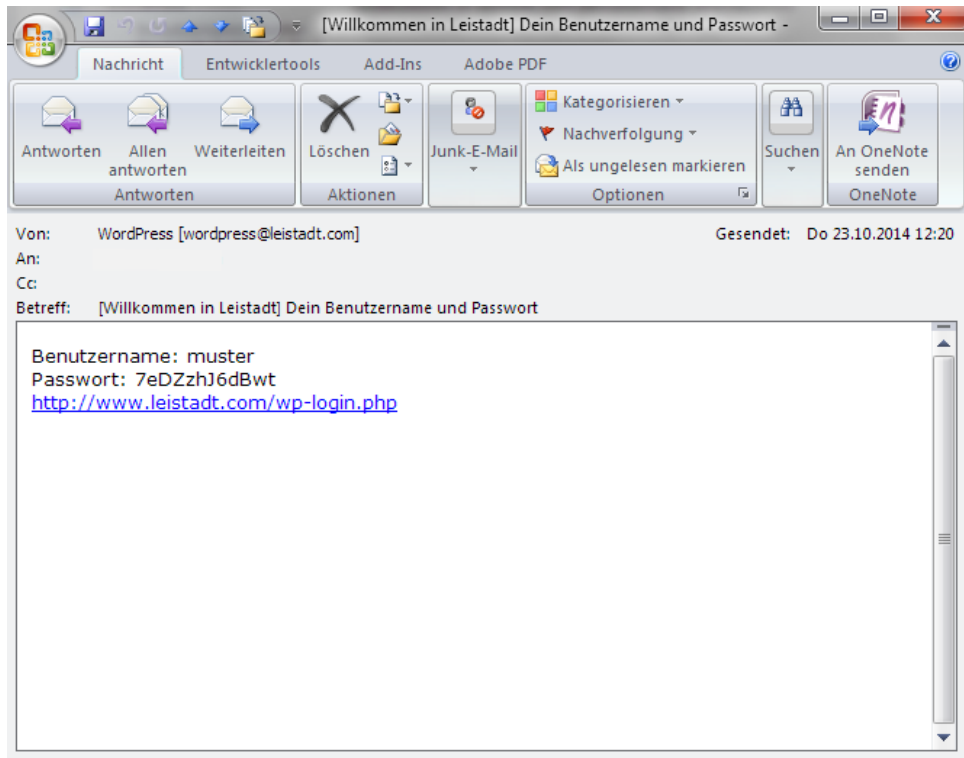 [Willkommen in Leistadt] Dein Benutzername und Passwort -
Nachricht Entwicklertools Add-Ins Adobe PDF
Antworten Allen antworten Weiterleiten Löschen Junk-E-Mail Kategorisieren Nachverfolgung Als ungelesen markieren Suchen An OneNote senden
Antworten Aktionen Optionen OneNote
Von: WordPress [wordpress@leistadt.com] Gesendet: Do 23.10.2014 12:20
An:
Cc:
Betreff: [Willkommen in Leistadt] Dein Benutzername und Passwort
Benutzername: muster
Passwort: 7eDZzhJ6dBwt
http://www.leistadt.com/wp-login.php